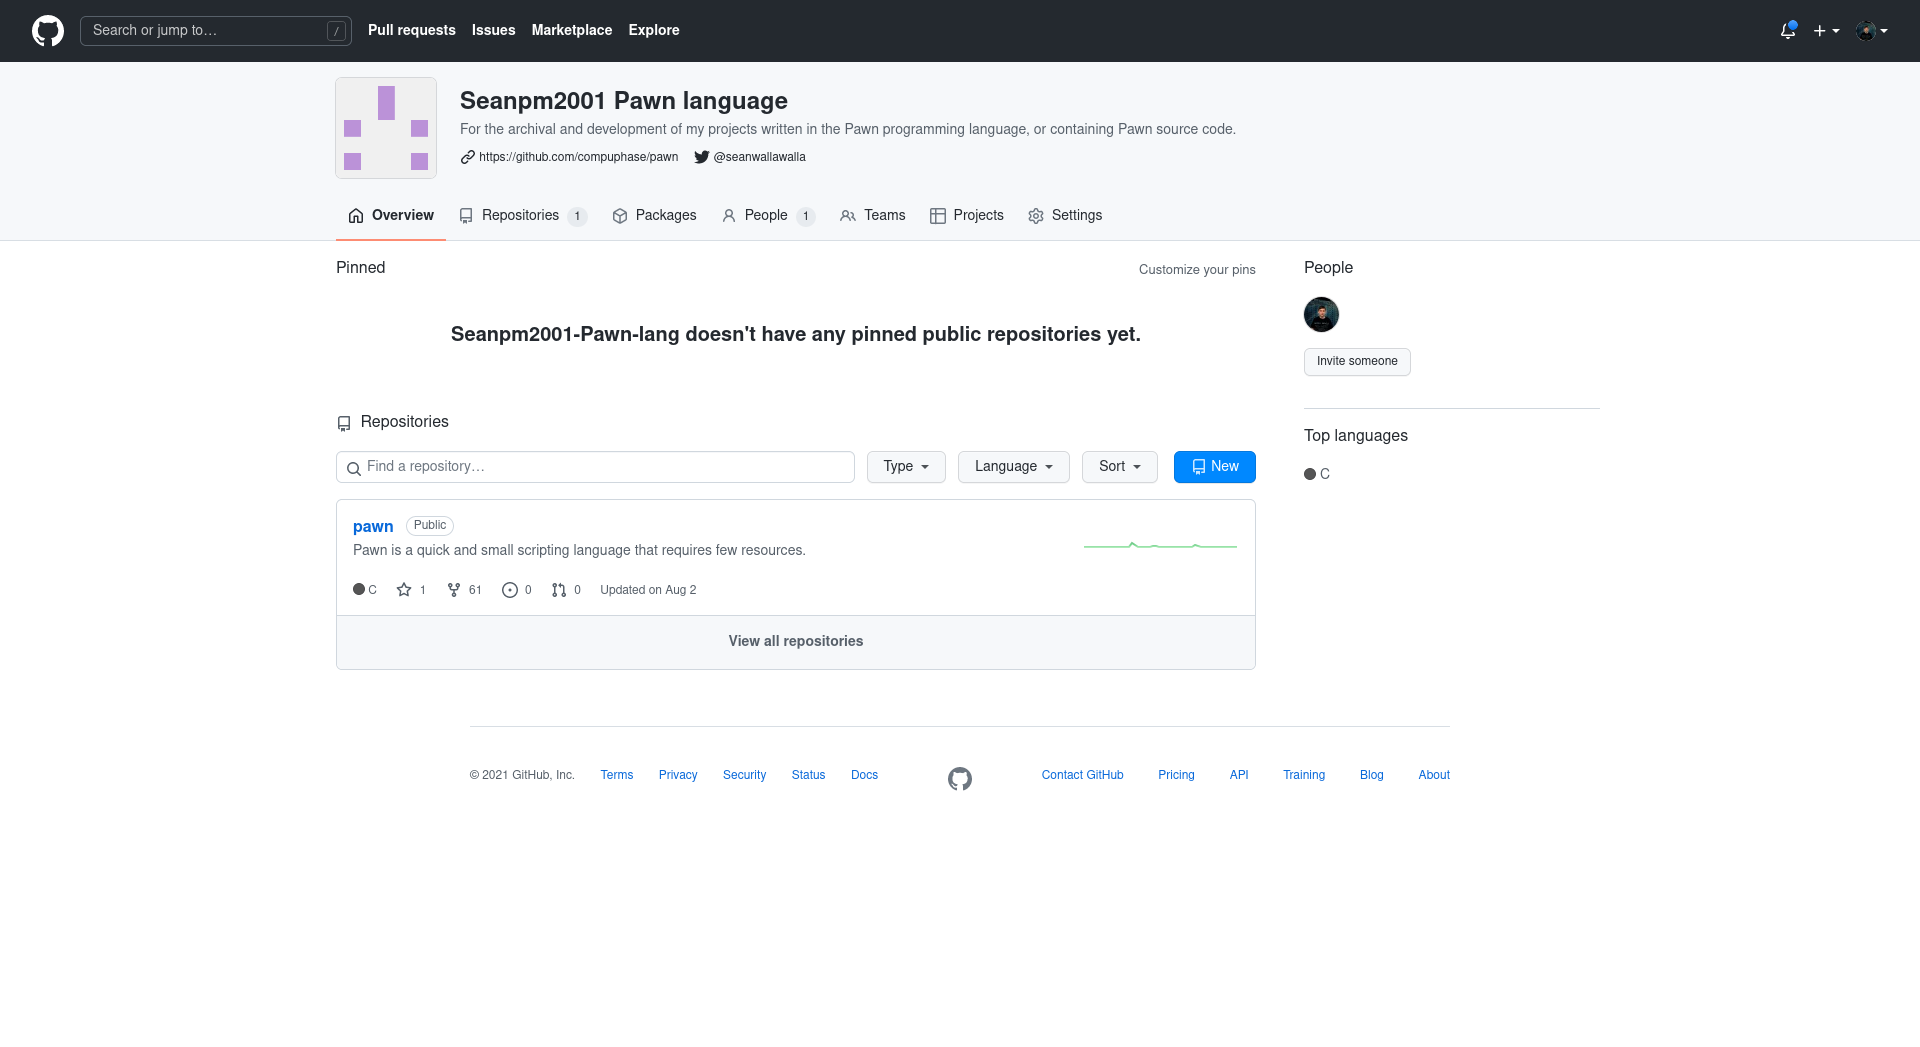 Search or jump to… / Pull requests Issues Marketplace Explore
Seanpm2001 Pawn language
For the archival and development of my projects written in the Pawn programming language, or containing Pawn source code.
https://github.com/compuphase/pawn @seanwallawalla
Overview Repositories 1 Packages People 1 Teams Projects Settings
Pinned Customize your pins
Seanpm2001-Pawn-lang doesn't have any pinned public repositories yet.
Repositories
Find a repository… Type Language Sort New
pawn Public
Pawn is a quick and small scripting language that requires few resources.
C 1 61 0 0 Updated on Aug 2
View all repositories
People
Invite someone
Top languages
C
© 2021 GitHub, Inc. Terms Privacy Security Status Docs Contact GitHub Pricing API Training Blog About